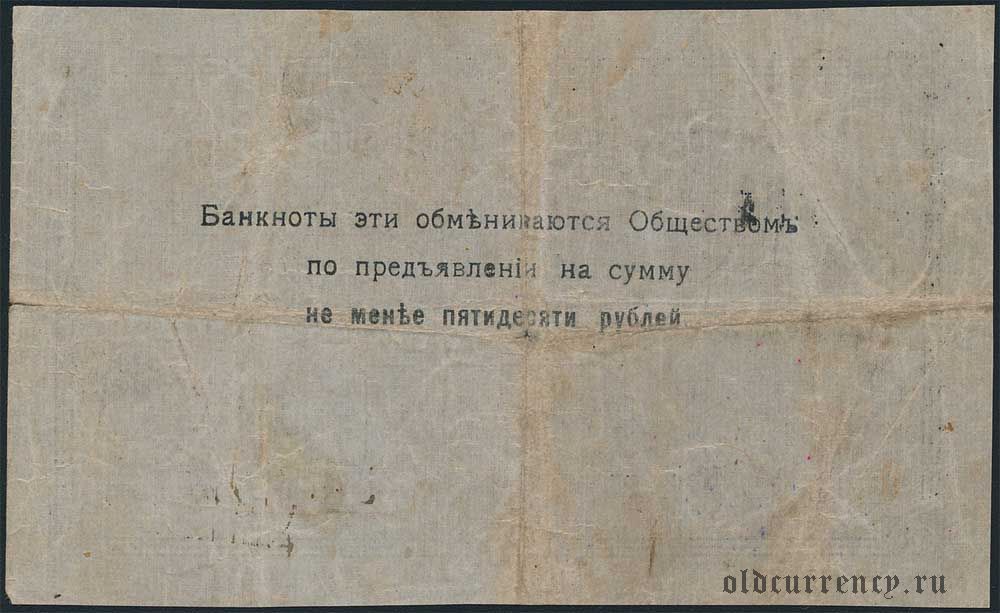 Банкноты эти обмѣниваются Обществомъ
по предъявленіи на сумму
не менѣе пятидесяти рублей
oldcurrency.ru